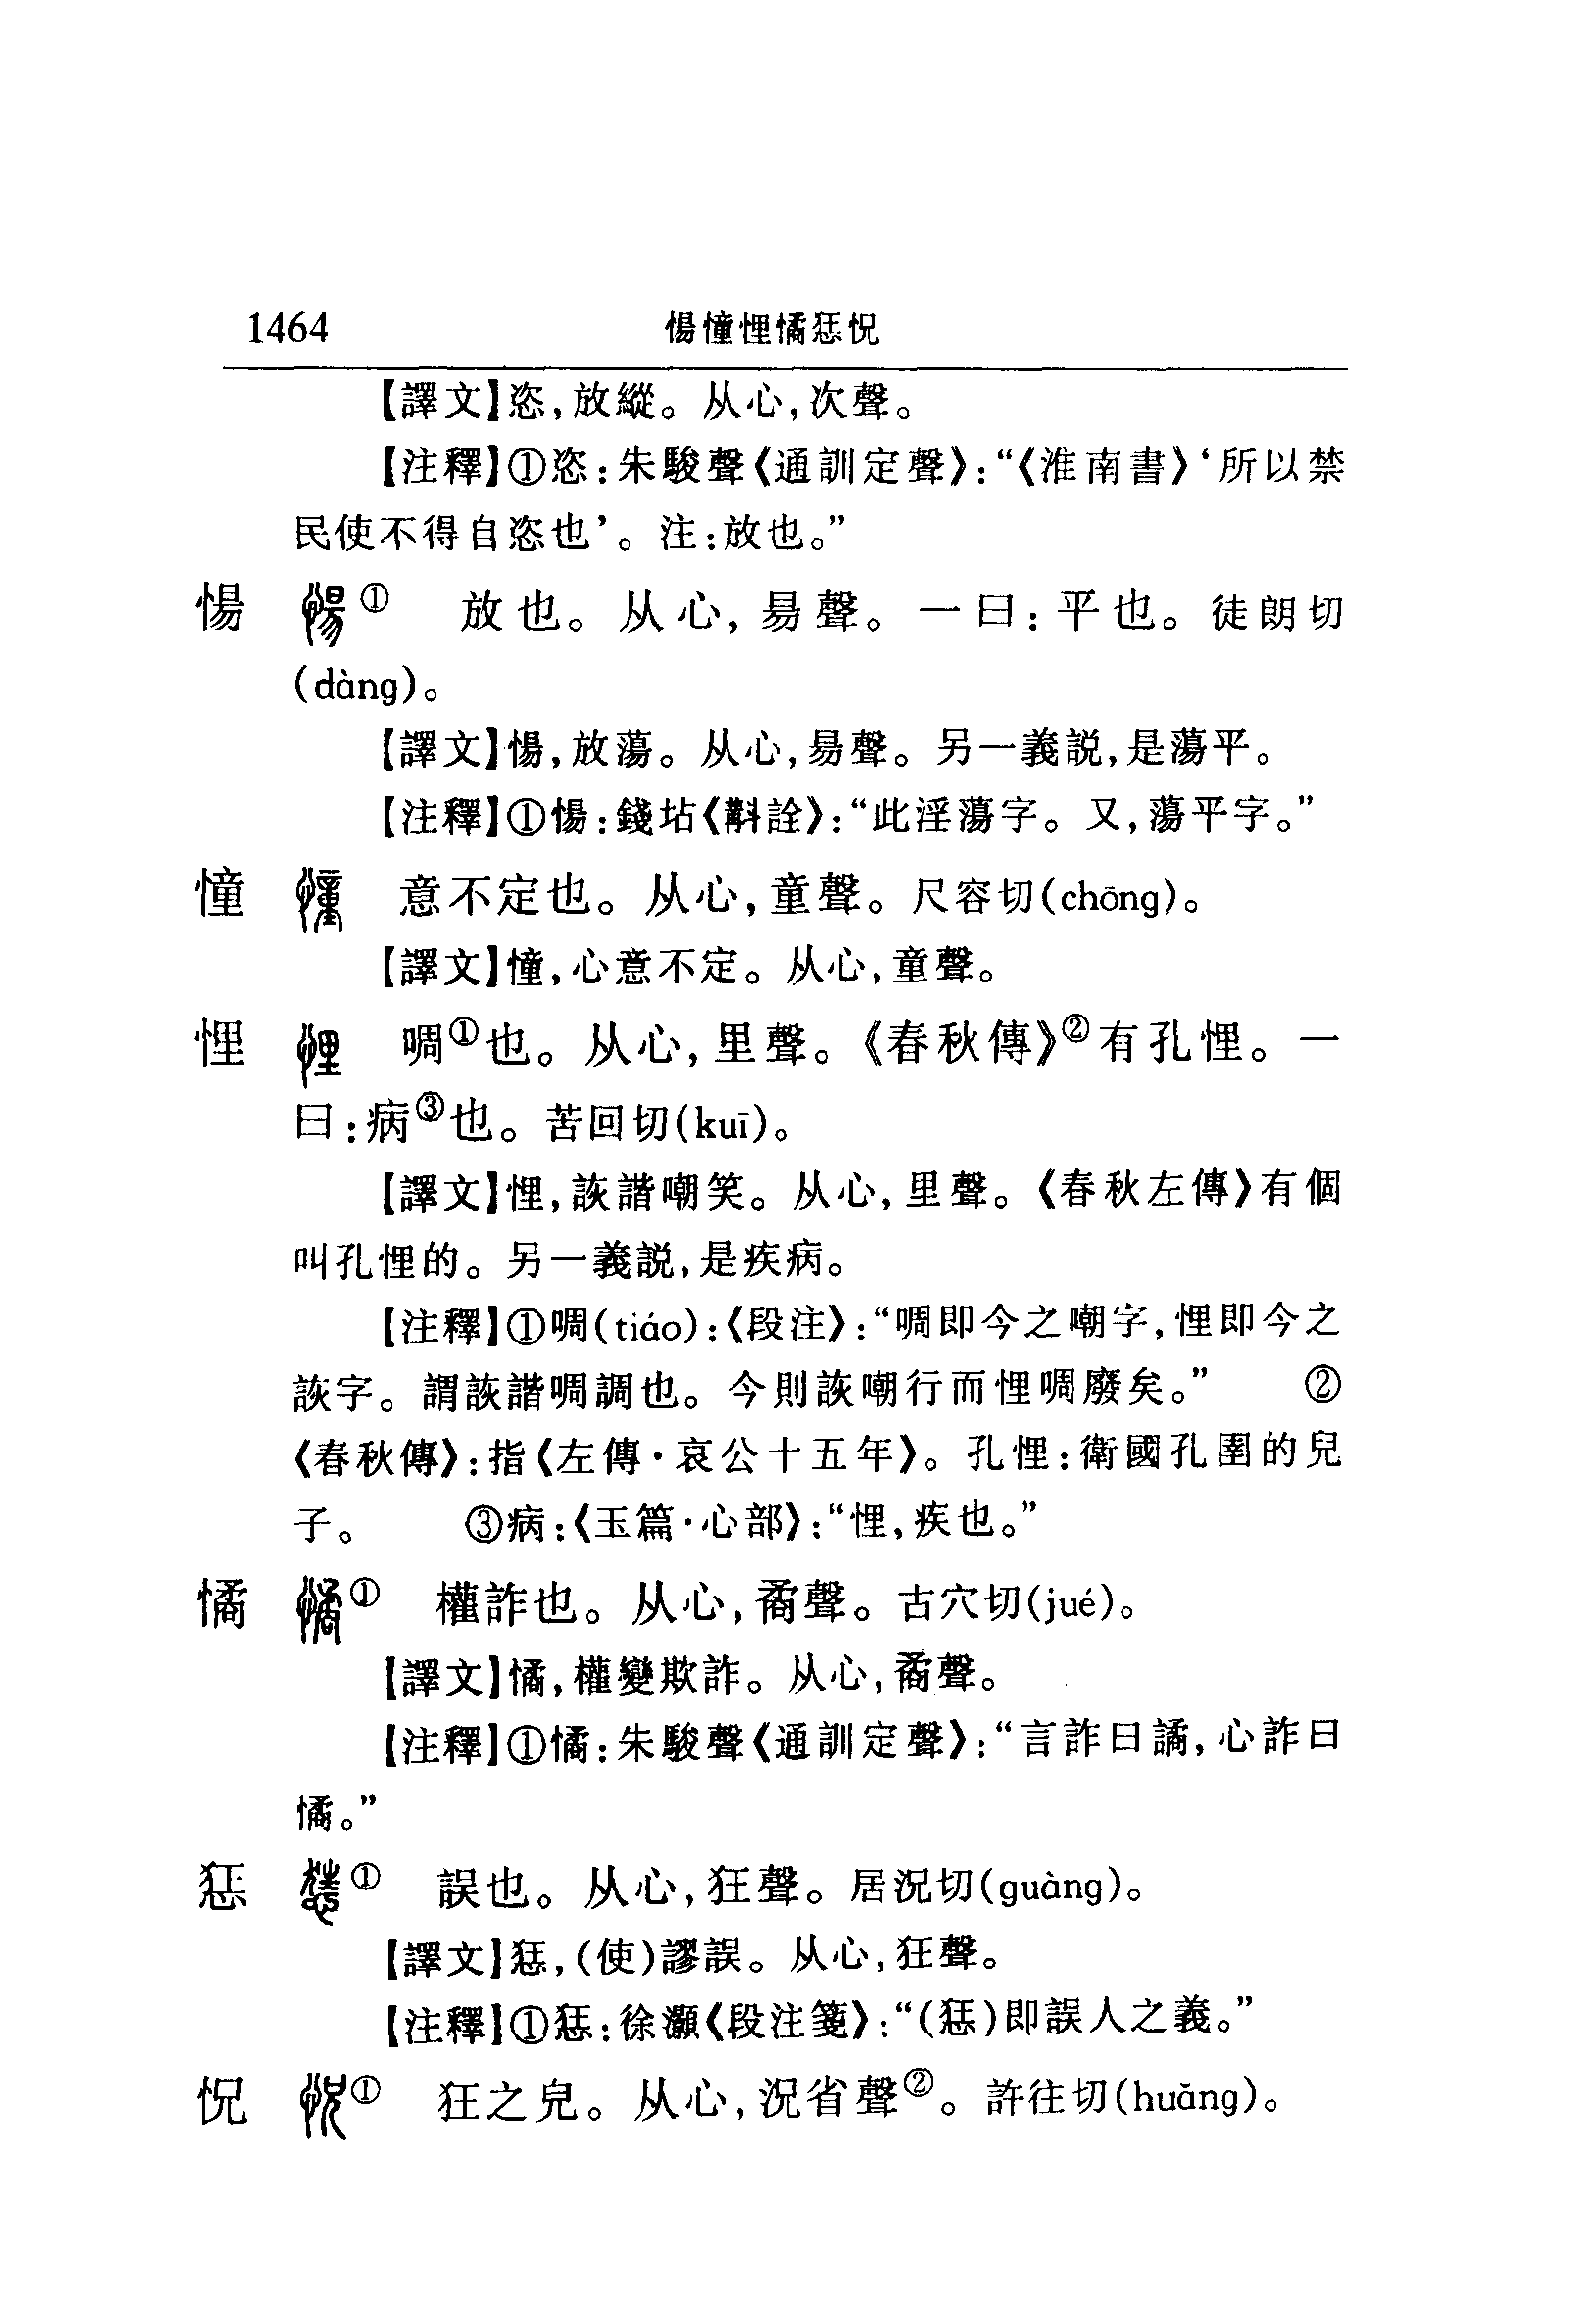 1464 愓憧悝憰惩怳
【譯文】恣，放縱。从心，次聲。
【注釋】①恣：朱駿聲《通訓定聲》：“《淮南書》‘所以禁
民使不得自恣也’。注：放也。”
愓 ① 放也。从心，昜聲。一曰：平也。徒朗切
(dàng)。
【譯文】愓，放蕩。从心，昜聲。另一義説，是蕩平。
【注釋】①愓：錢坫《斠詮》：“此淫蕩字。又，蕩平字。”
憧 意不定也。从心，童聲。尺容切(chōng)。
【譯文】憧，心意不定。从心，童聲。
悝 啁①也。从心，里聲。《春秋傳》②有孔悝。一
曰：病③也。苦回切(kuī)。
【譯文】悝，詼諧嘲笑。从心，里聲。《春秋左傳》有個
叫孔悝的。另一義説，是疾病。
【注釋】①啁(tiáo)：《段注》：“啁即今之嘲字，悝即今之
詼字。謂詼諧啁調也。今則詼嘲行而悝啁廢矣。” ②
《春秋傳》：指《左傳·哀公十五年》。孔悝：衛國孔圉的兒
子。 ③病：《玉篇·心部》：“悝，疾也。”
憰 ① 權詐也。从心，矞聲。古穴切(jué)。
【譯文】憰，權變欺詐。从心，矞聲。
【注釋】①憰：朱駿聲《通訓定聲》：“言詐曰譎，心詐曰
憰。”
㤮 ① 誤也。从心，狂聲。居況切(guàng)。
【譯文】㤮，(使)謬誤。从心，狂聲。
【注釋】①㤮：徐灝《段注箋》：“(㤮)即誤人之義。”
怳 ① 狂之皃。从心，況省聲②。許往切(huǎng)。